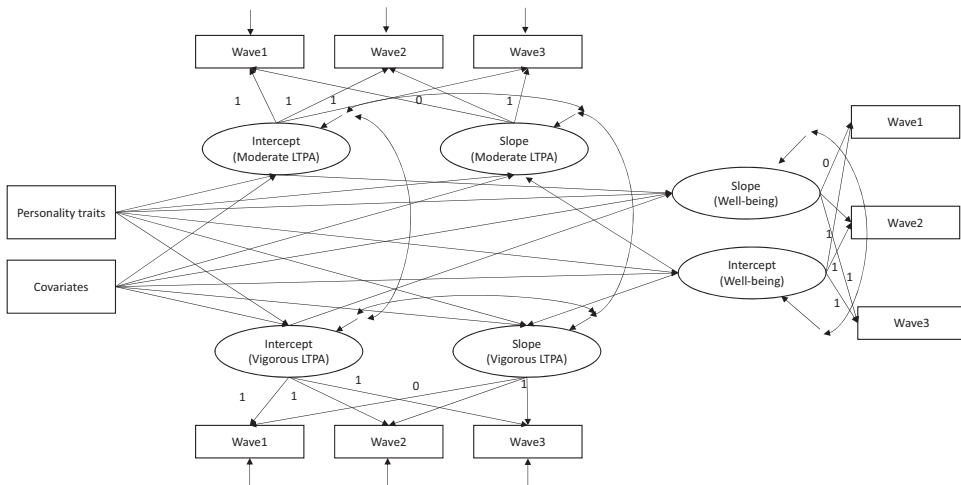 Wave1
Wave2
Wave3
1
1
1
0
1
Intercept
(Moderate LTPA)
Slope
(Moderate LTPA)
Wave1
0
Slope
(Well-being)
Personality traits
Wave2
1
Intercept
(Well-being)
1
1
Covariates
1
Wave3
Intercept
(Vigorous LTPA)
Slope
(Vigorous LTPA)
1
1
1
0
1
Wave1
Wave2
Wave3